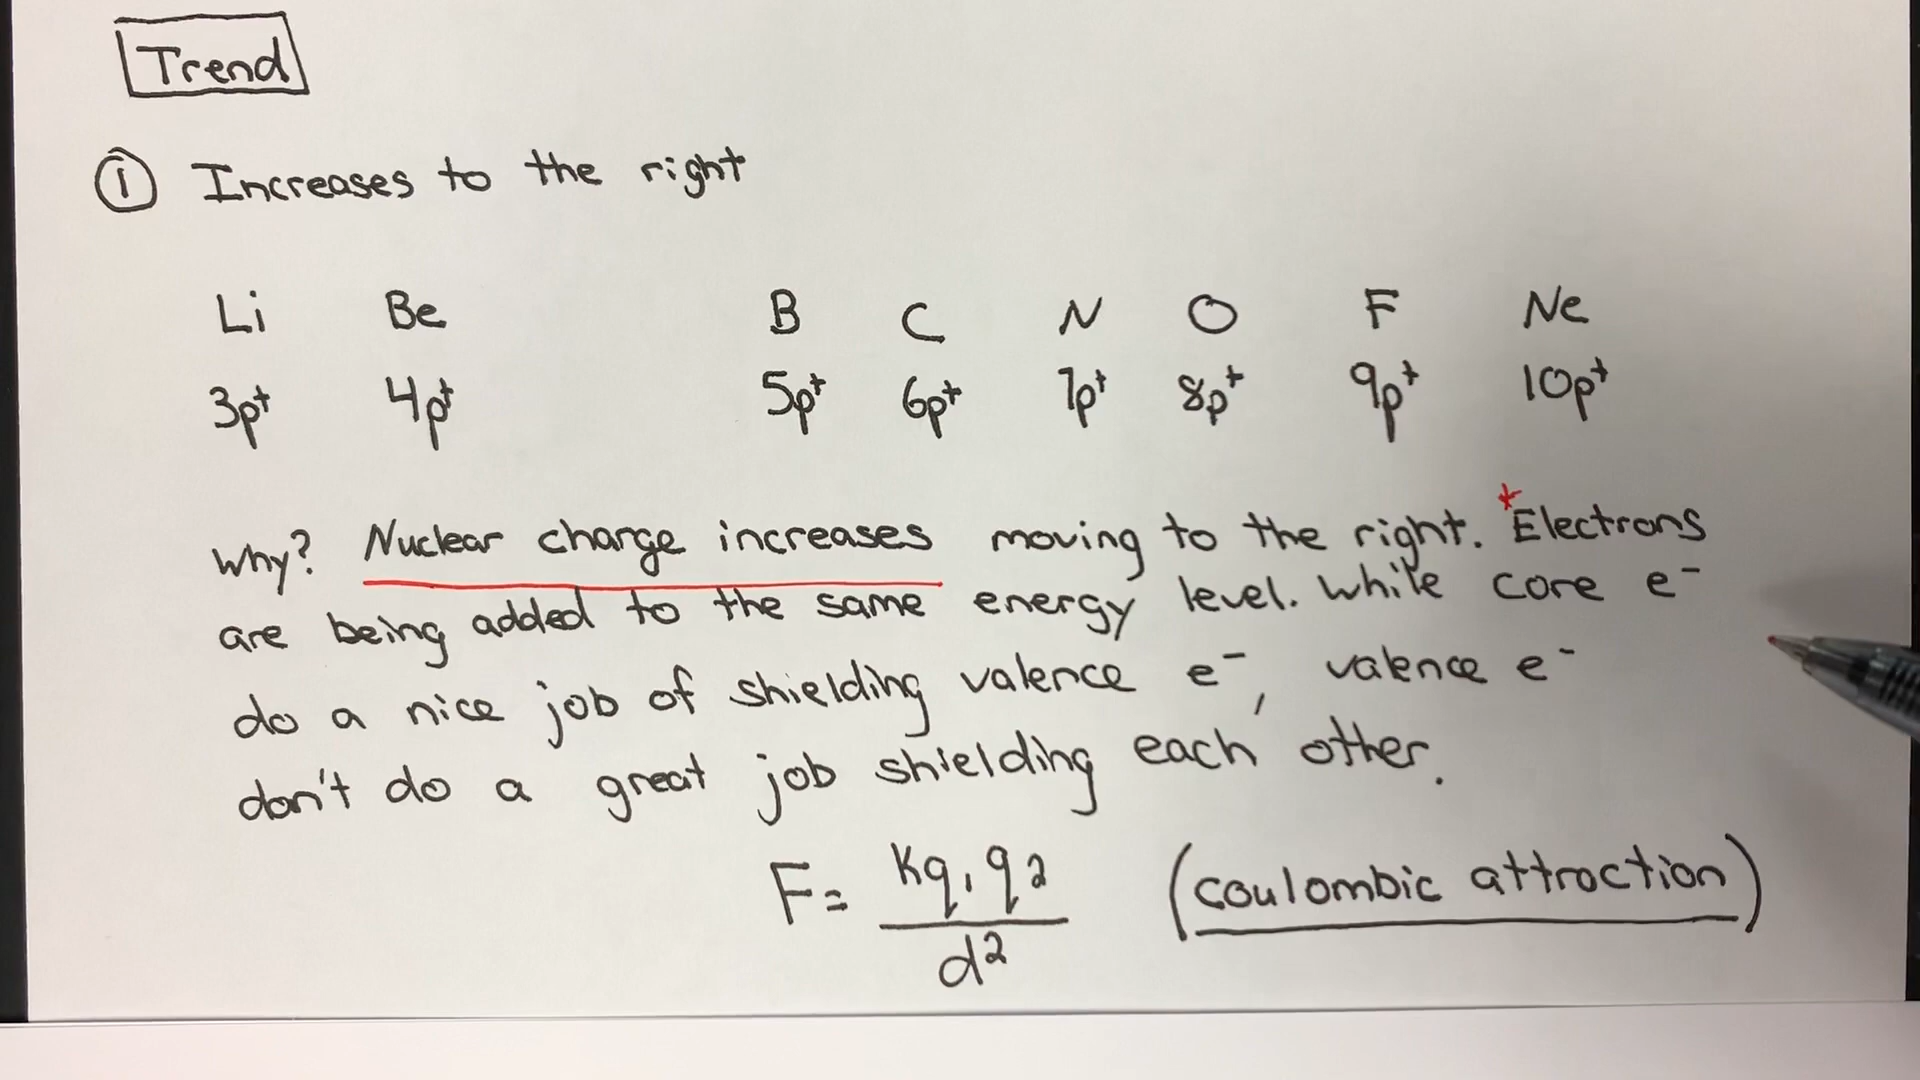 Trend
① Increases to the right
Li Be B C N O F Ne
3p⁺ 4p⁺ 5p⁺ 6p⁺ 7p⁺ 8p⁺ 9p⁺ 10p⁺
Why? Nuclear charge increases moving to the right. *Electrons
are being added to the same energy level. While core e⁻
do a nice job of shielding valence e⁻, valence e⁻
don't do a great job shielding each other.
F = Kq₁q₂ / d² (coulombic attraction)